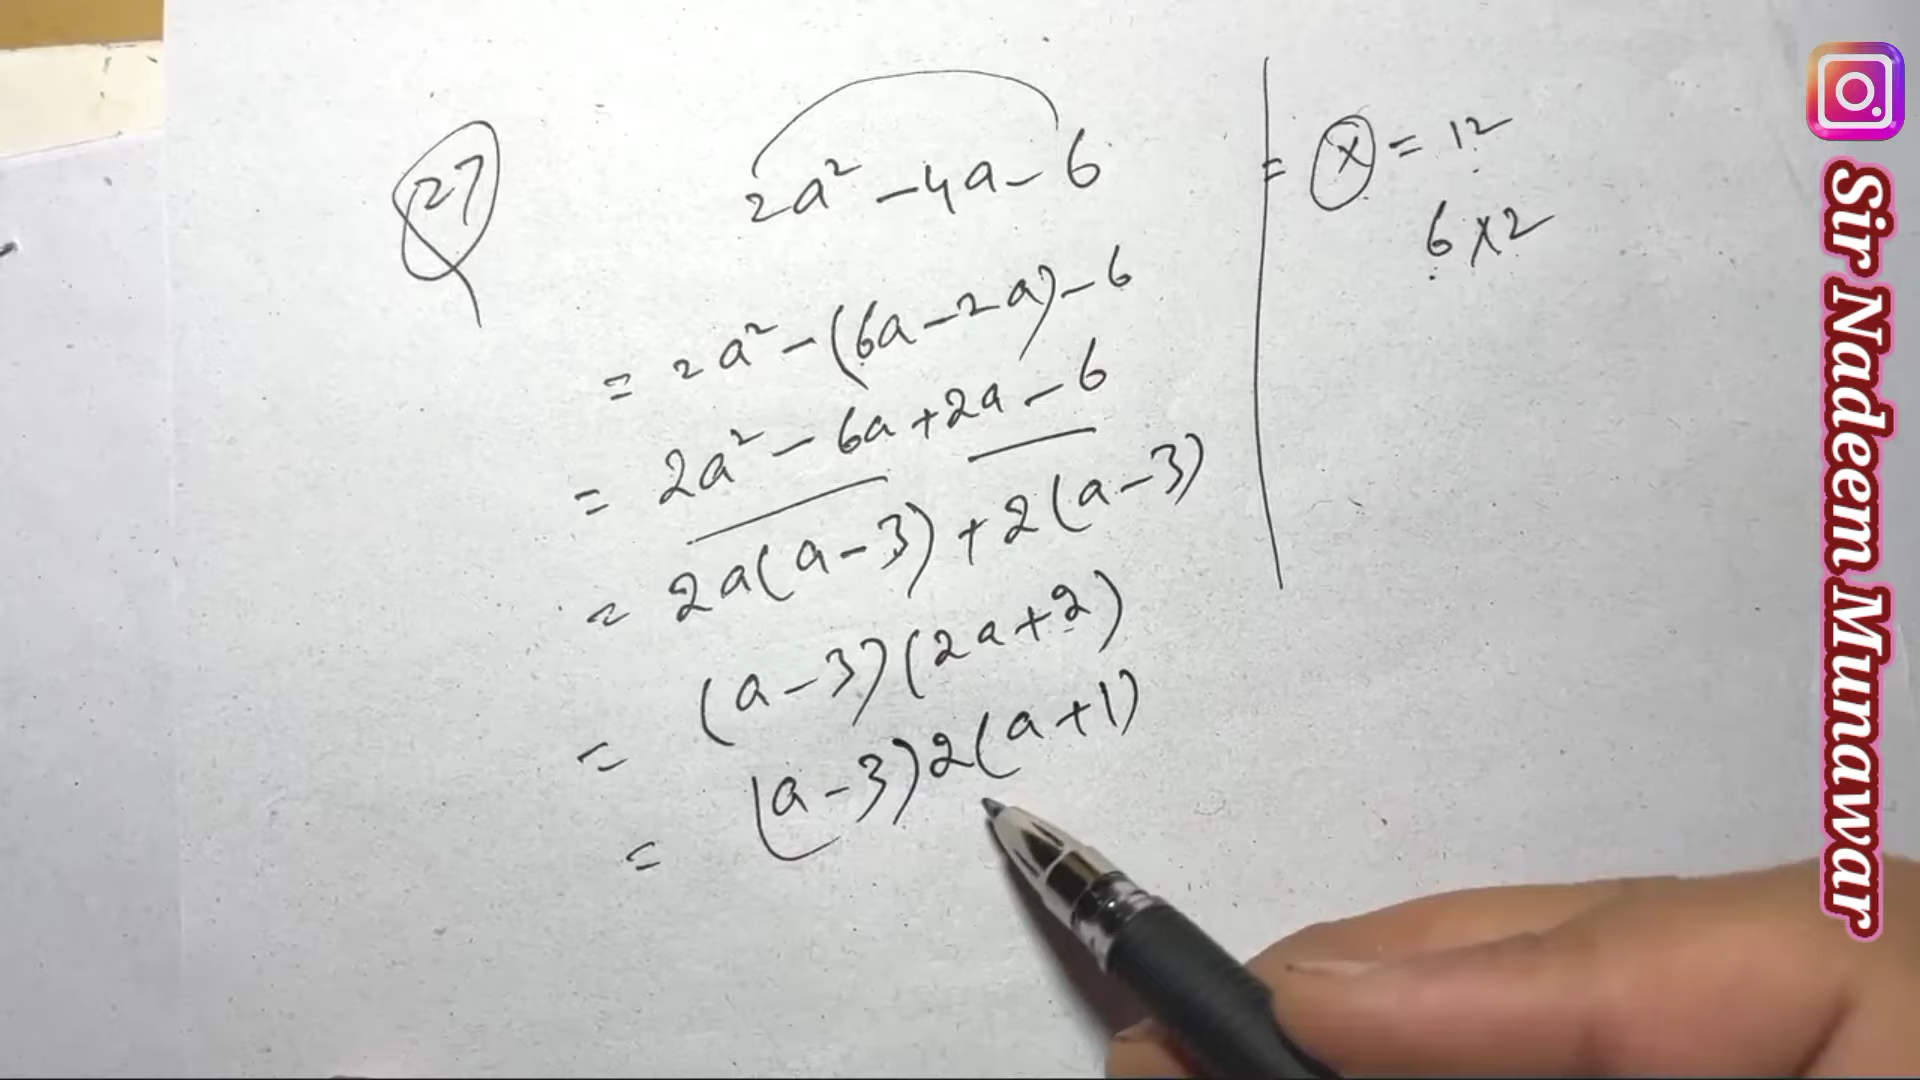 27
2a² - 4a - 6
= 2a² - (6a - 2a) - 6
= 2a² - 6a + 2a - 6
= 2a(a - 3) + 2(a - 3)
= (a - 3)(2a + 2)
= (a - 3)2(a + 1)
= x = 12
6 x 2
Sir Nadeem Munawar